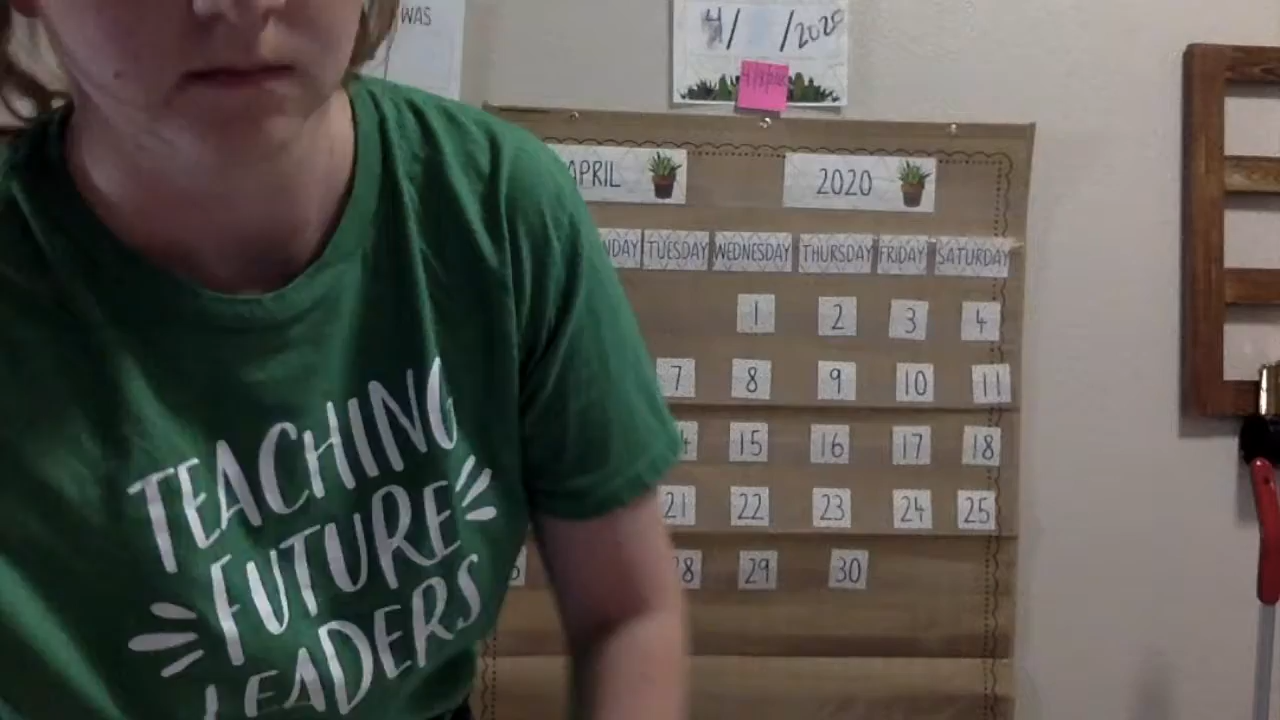 WAS
4/ /2020
APRIL
2020
TUESDAY WEDNESDAY THURSDAY FRIDAY SATURDAY
1 2 3 4
7 8 9 10 11
15 16 17 18
21 22 23 24 25
28 29 30
TEACHING
FUTURE
LEADERS